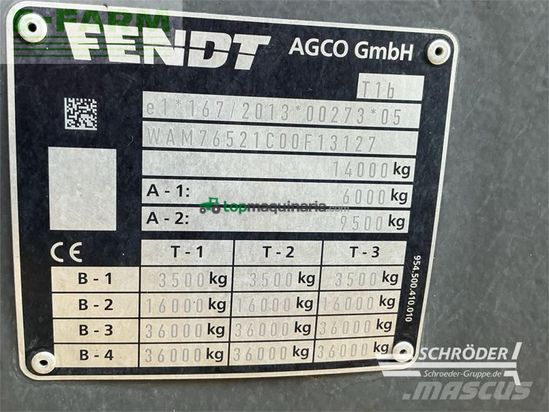 C-FARM
FENDT AGCO GmbH
T1b
e1*167/2013*00273*05
WAM76521C00F13127
14000 kg
A - 1: 6000 kg
A - 2: 9500 kg
topmaquinaria.com
CE T - 1 T - 2 T - 3
B - 1 3500 kg 3500 kg 3500 kg
B - 2 16000 kg 16000 kg 16000 kg
B - 3 36000 kg 36000 kg 36000 kg
B - 4 36000 kg 36000 kg 36000 kg
954.500.410.010
SCHRÖDER
Schroeder-Gruppe.de
MASCUS